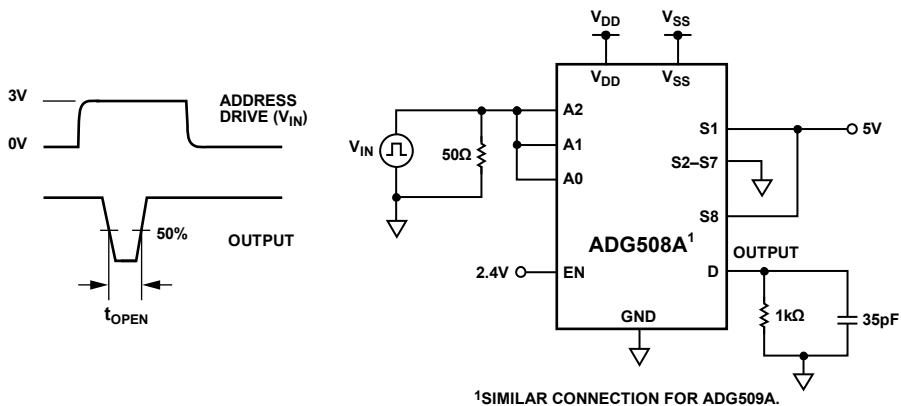 3V
0V
ADDRESS
DRIVE (VIN)
50%
OUTPUT
tOPEN
VDD
VSS
VDD
VSS
VIN
50Ω
A2
A1
A0
S1
5V
S2–S7
S8
ADG508A1
OUTPUT
2.4V
EN
D
GND
1kΩ
35pF
1SIMILAR CONNECTION FOR ADG509A.